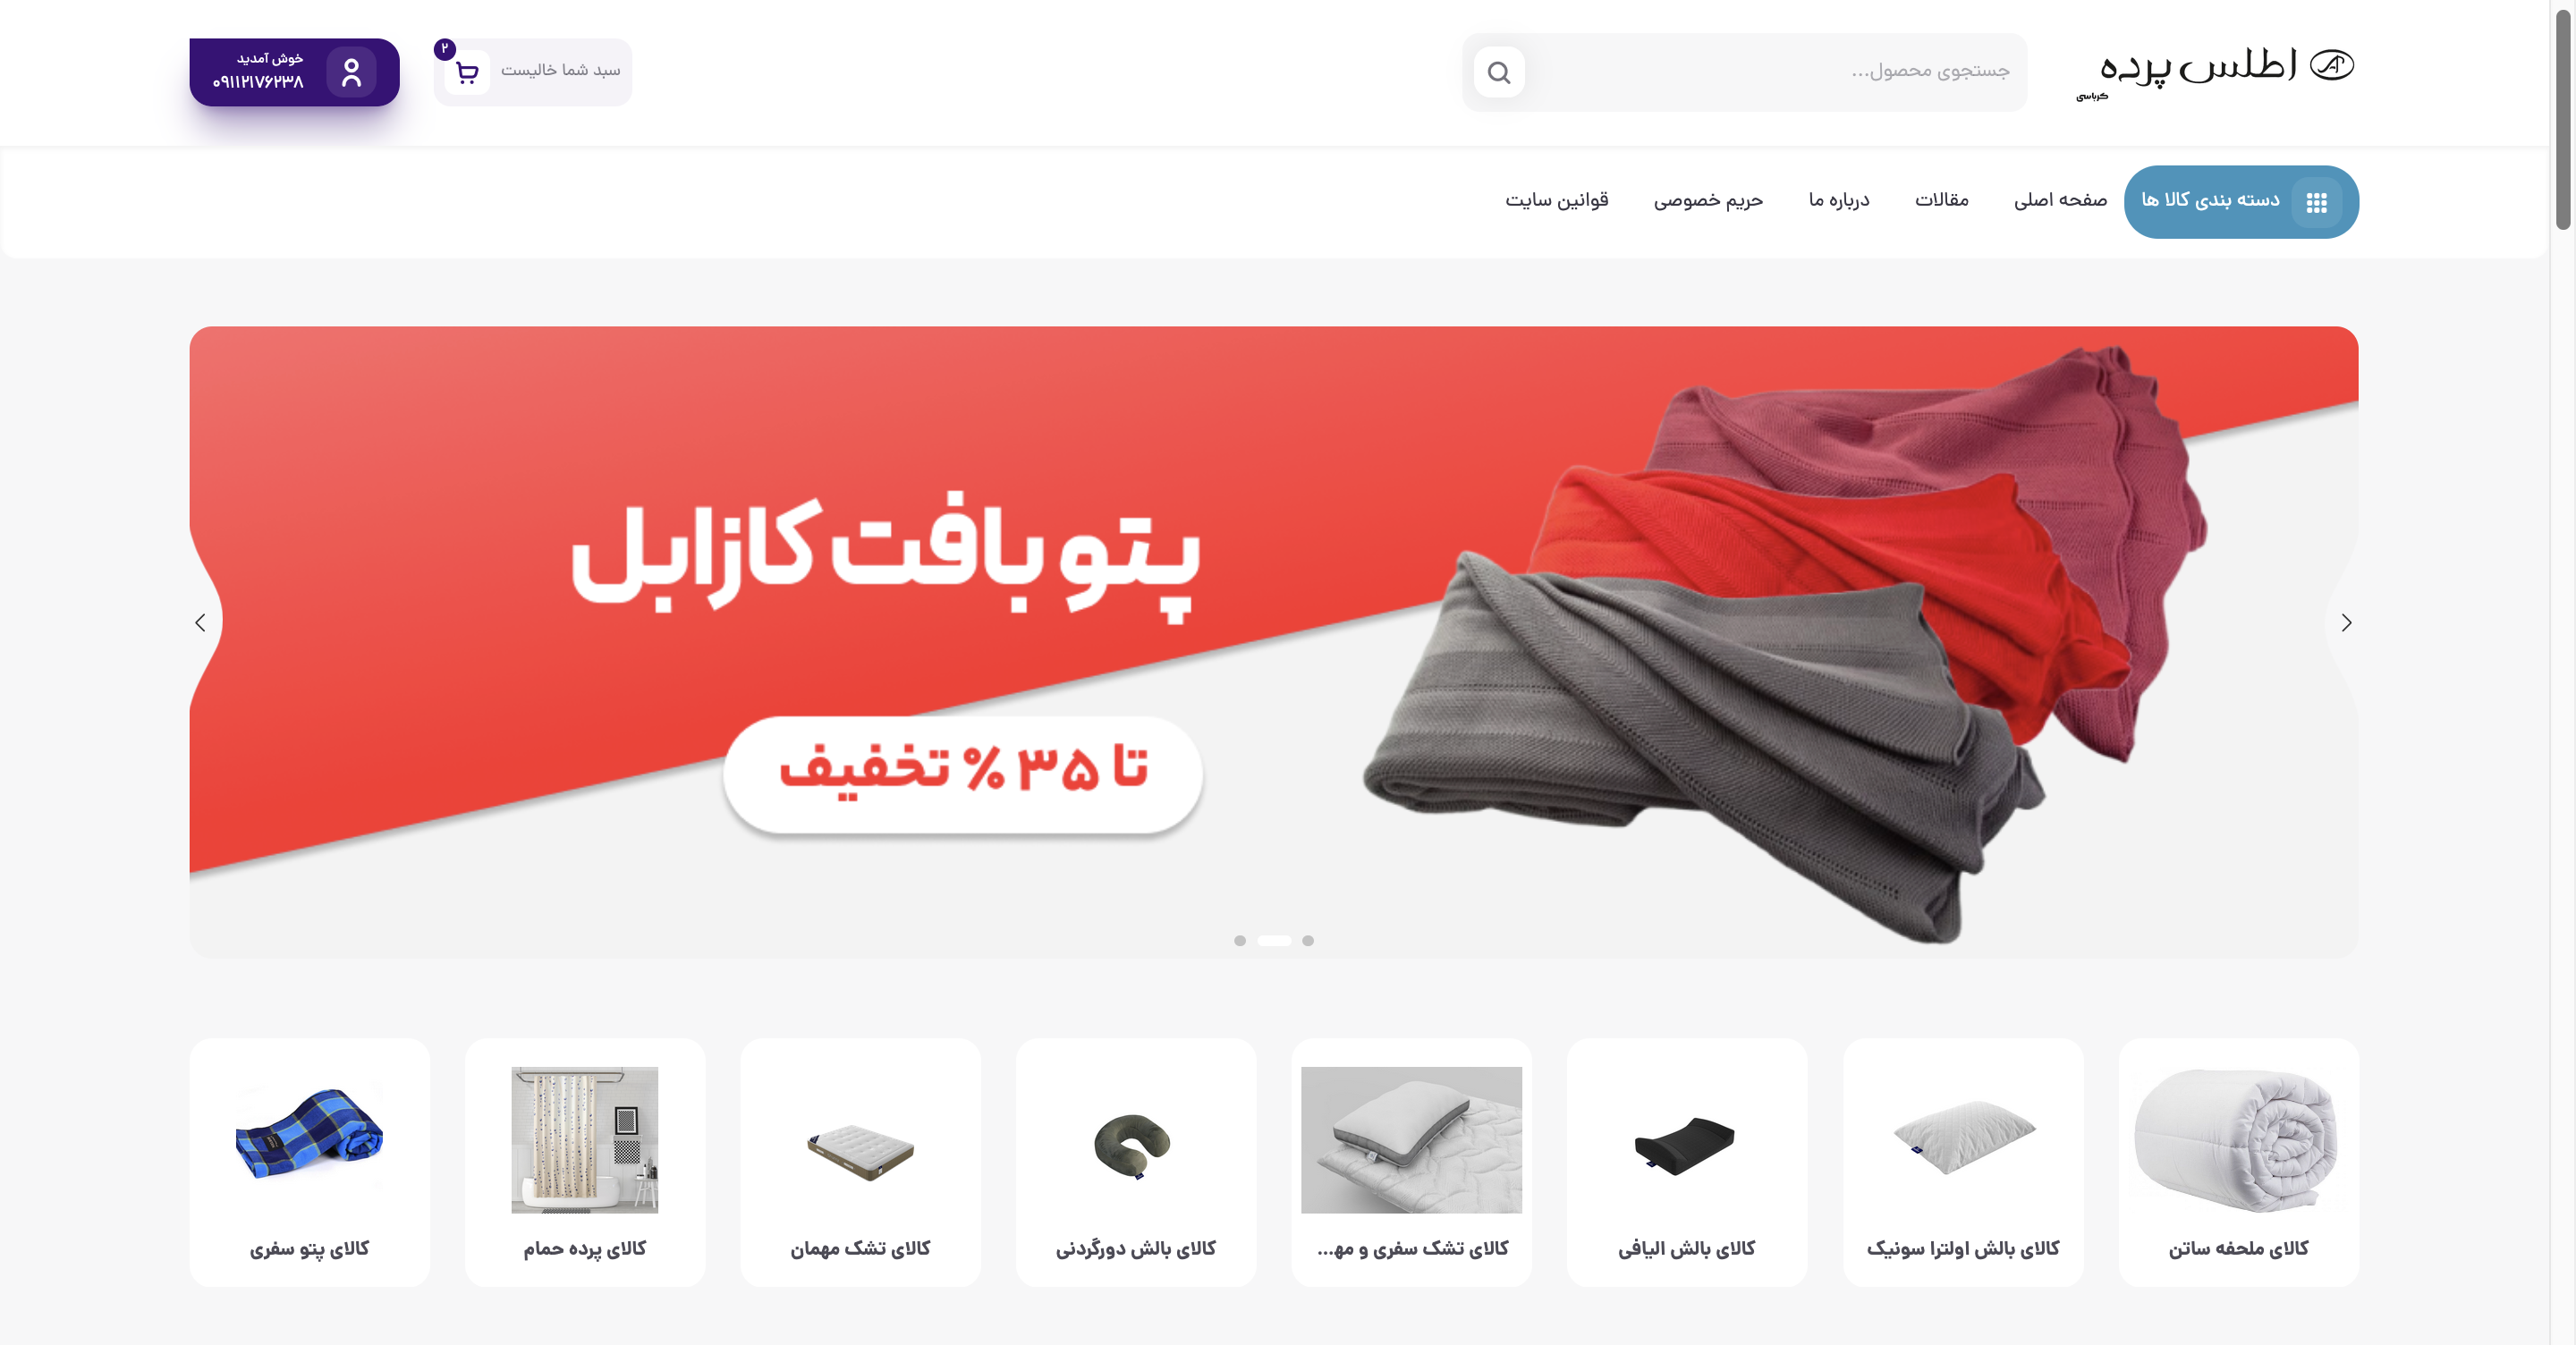 اطلس پرده
کرباسی
جستجوی محصول...
سبد شما خالیست
۲
خوش آمدید
۰۹۱۱۲۱۷۶۲۳۸
دسته بندی کالا ها
صفحه اصلی
مقالات
درباره ما
حریم خصوصی
قوانین سایت
پتو بافت کازابل
تا ۳۵ % تخفیف
کالای ملحفه ساتن
کالای بالش اولترا سونیک
کالای بالش الیافی
کالای تشک سفری و مه...
کالای بالش دورگردنی
کالای تشک مهمان
کالای پرده حمام
کالای پتو سفری